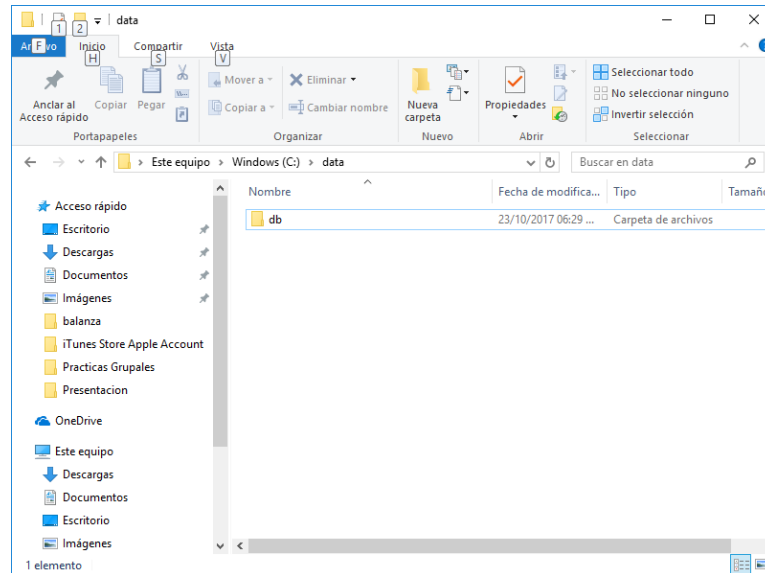 data
1 2
Ar F vo Inicio Compartir Vista
H S V
Anclar al Acceso rápido
Copiar
Pegar
Mover a
Copiar a
Eliminar
Cambiar nombre
Nueva carpeta
Propiedades
Seleccionar todo
No seleccionar ninguno
Invertir selección
Portapapeles Organizar Nuevo Abrir Seleccionar
Este equipo > Windows (C:) > data
Buscar en data
Nombre Fecha de modifica... Tipo Tamaño
db 23/10/2017 06:29 ... Carpeta de archivos
Acceso rápido
Escritorio
Descargas
Documentos
Imágenes
balanza
iTunes Store Apple Account
Practicas Grupales
Presentacion
OneDrive
Este equipo
Descargas
Documentos
Escritorio
Imágenes
1 elemento